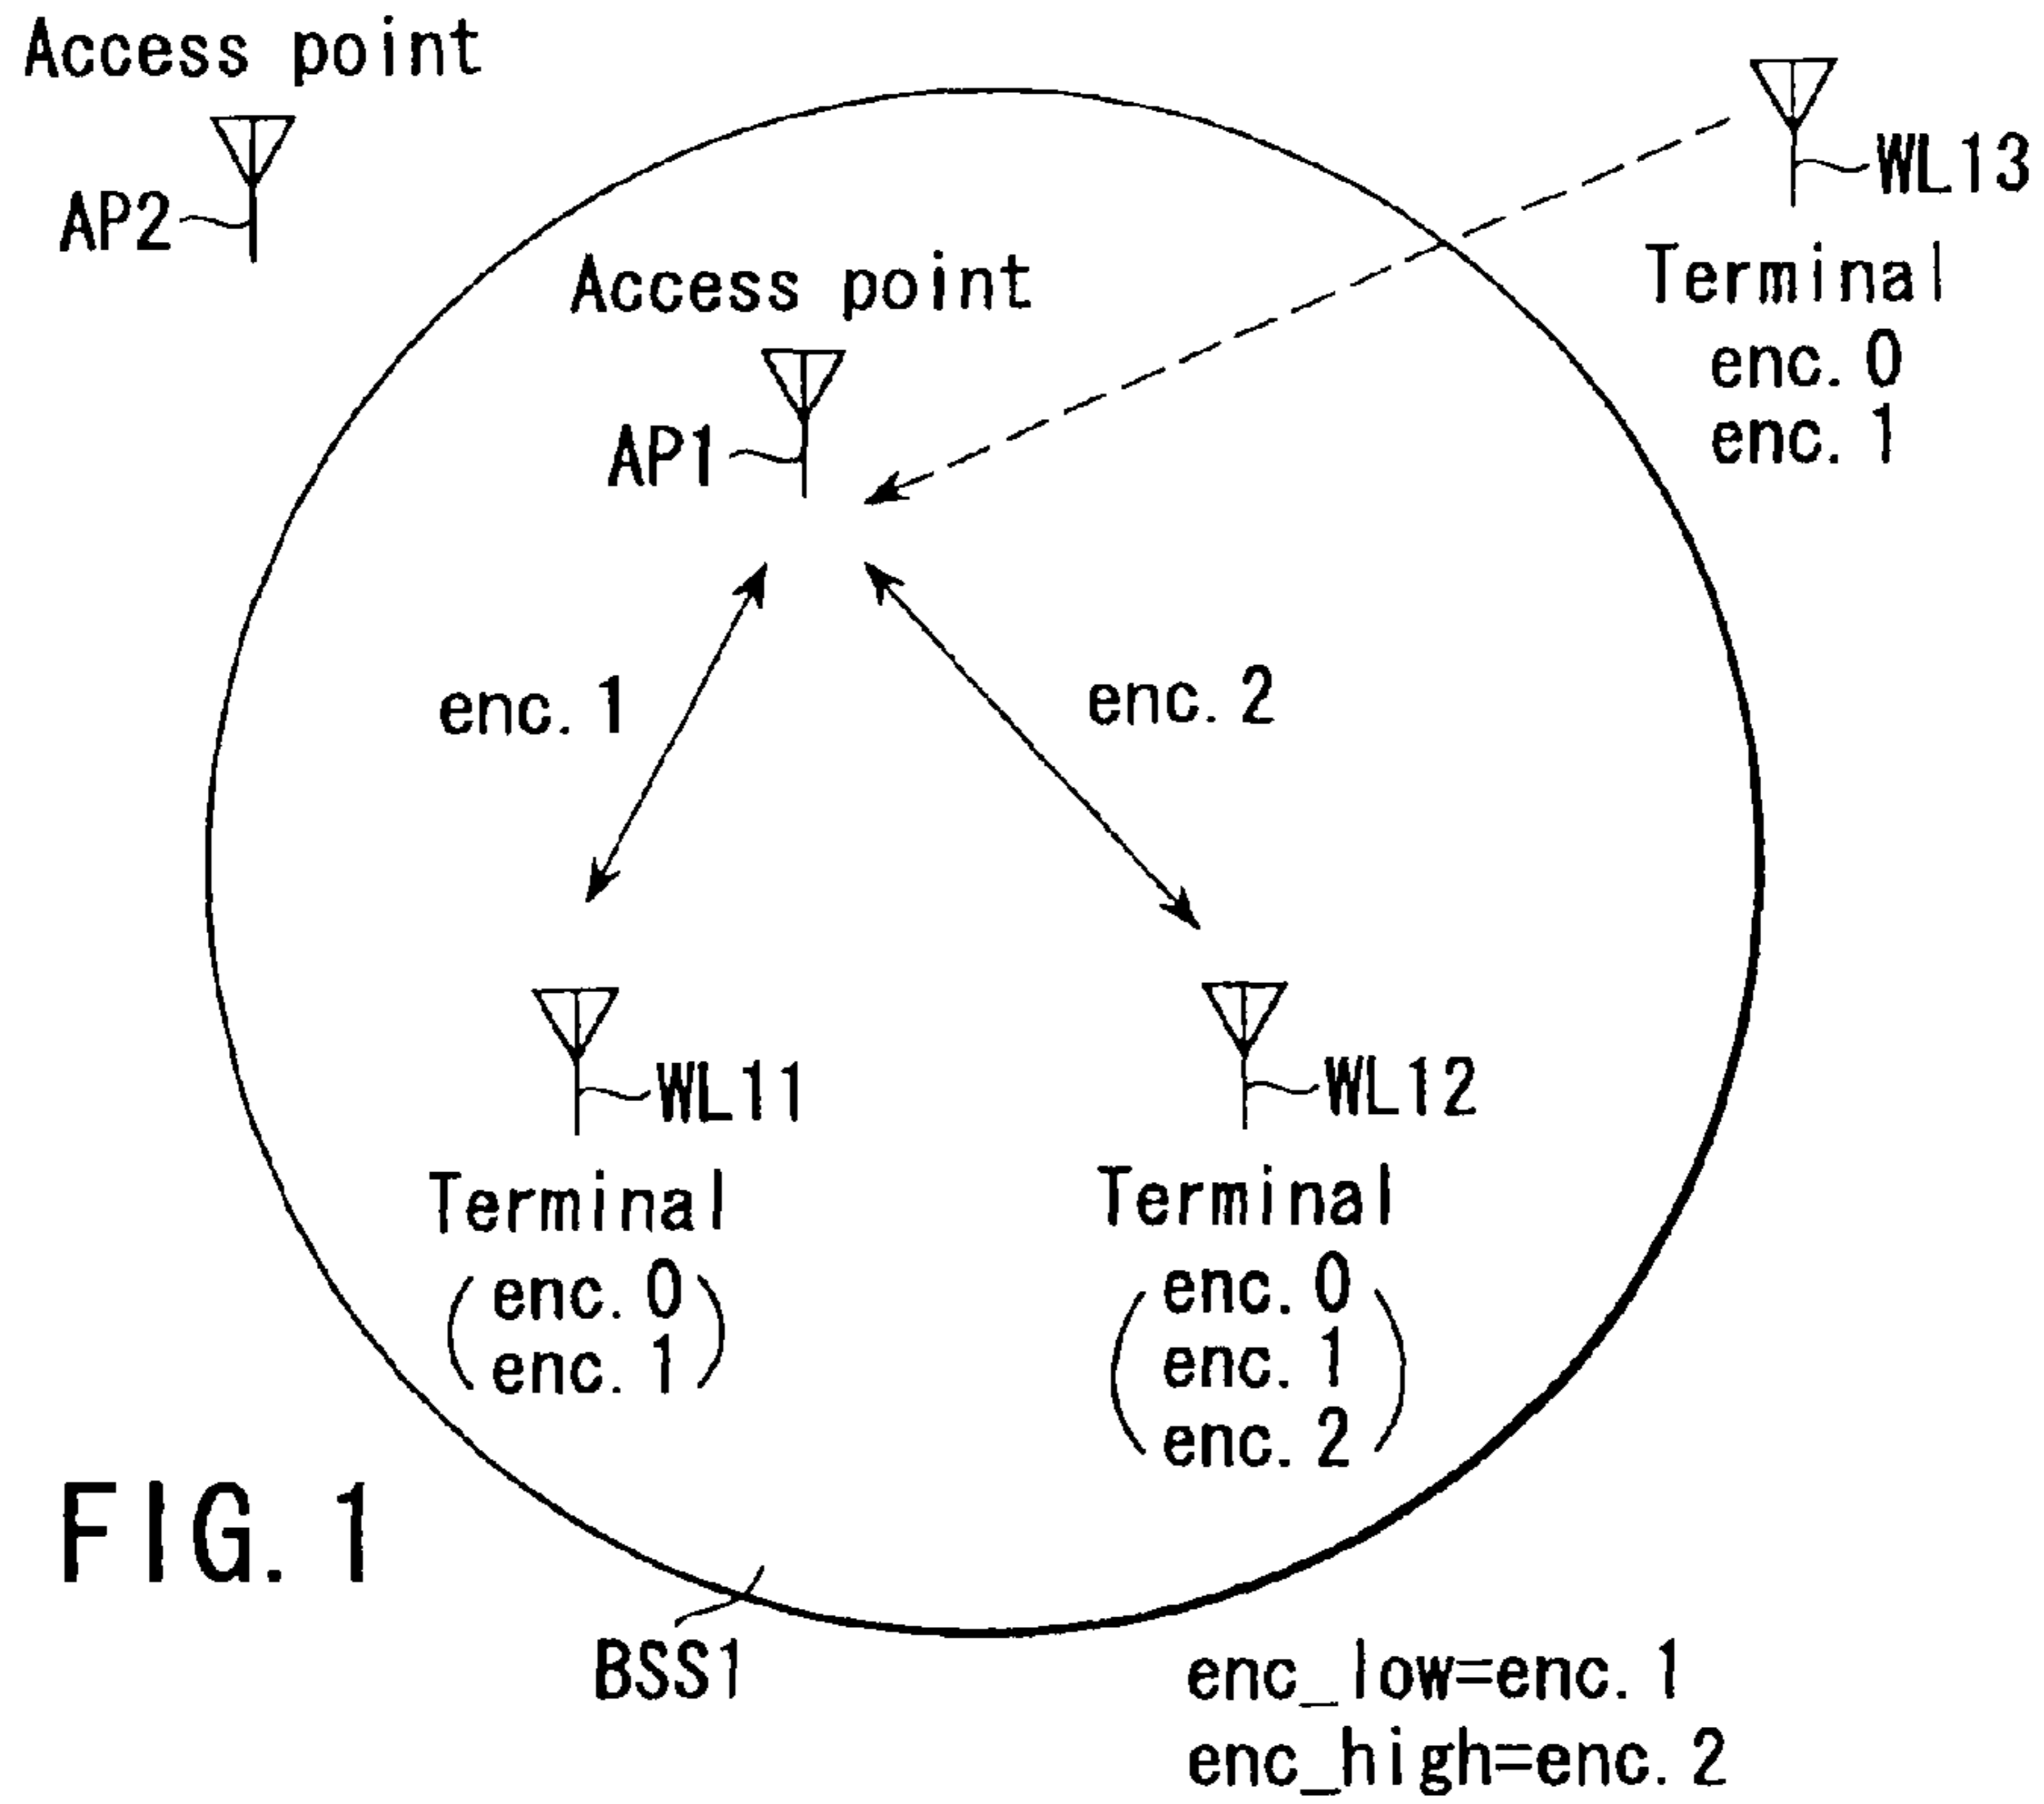 Access point
AP2
WL13
Terminal
enc. 0
enc. 1
Access point
AP1
enc. 1
enc. 2
WL11
Terminal
enc. 0
enc. 1
WL12
Terminal
enc. 0
enc. 1
enc. 2
FIG. 1
BSS1
enc_low=enc. 1
enc_high=enc. 2